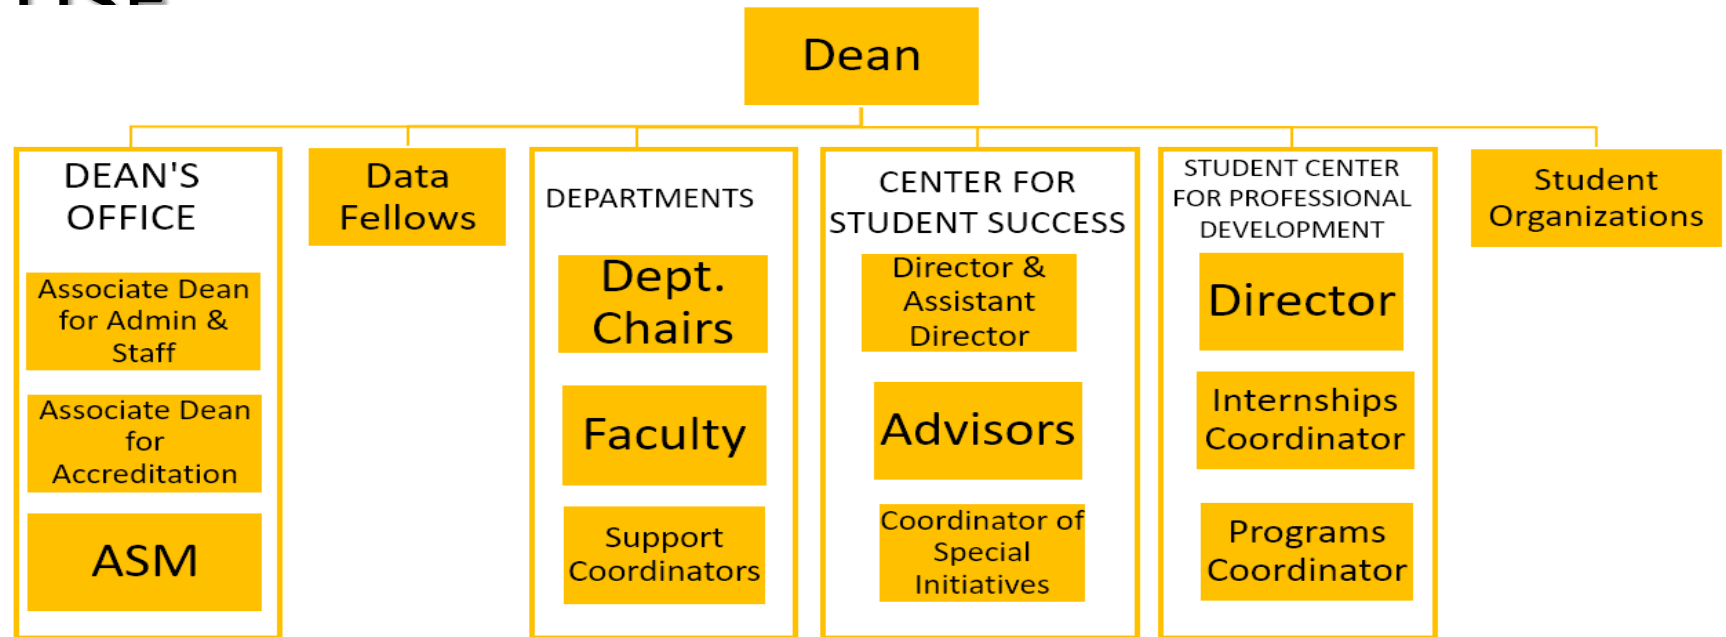 Dean
DEAN'S
OFFICE
Associate Dean
for Admin &
Staff
Associate Dean
for
Accreditation
ASM
Data
Fellows
DEPARTMENTS
Dept.
Chairs
Faculty
Support
Coordinators
CENTER FOR
STUDENT SUCCESS
Director &
Assistant
Director
Advisors
Coordinator of
Special
Initiatives
STUDENT CENTER
FOR PROFESSIONAL
DEVELOPMENT
Director
Internships
Coordinator
Programs
Coordinator
Student
Organizations